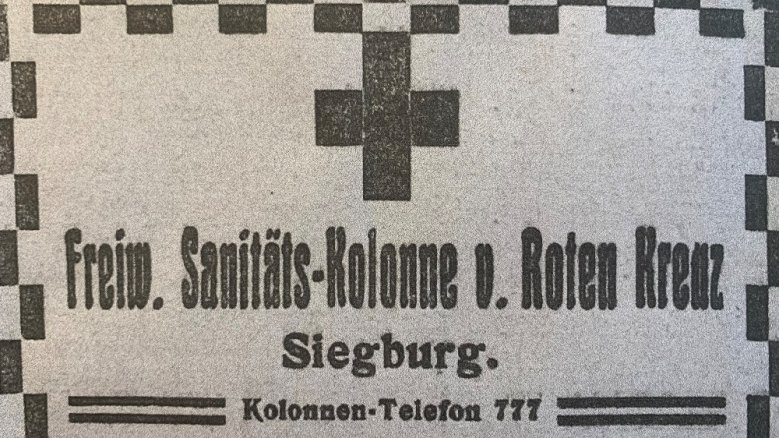 Freiw. Sanitäts-Kolonne v. Roten Kreuz
Siegburg.
Kolonnen-Telefon 777